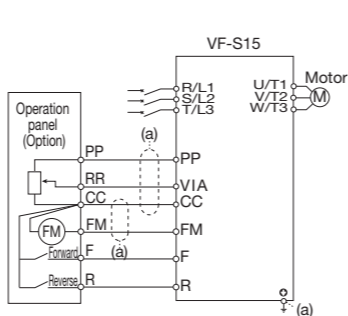 VF-S15
R/L1
S/L2
T/L3
U/T1
V/T2
W/T3
Motor
M
Operation
panel
(Option)
(a)
PP
PP
RR
VIA
CC
CC
FM
FM
FM
(a)
Forward
F
F
Reverse
R
R
(a)